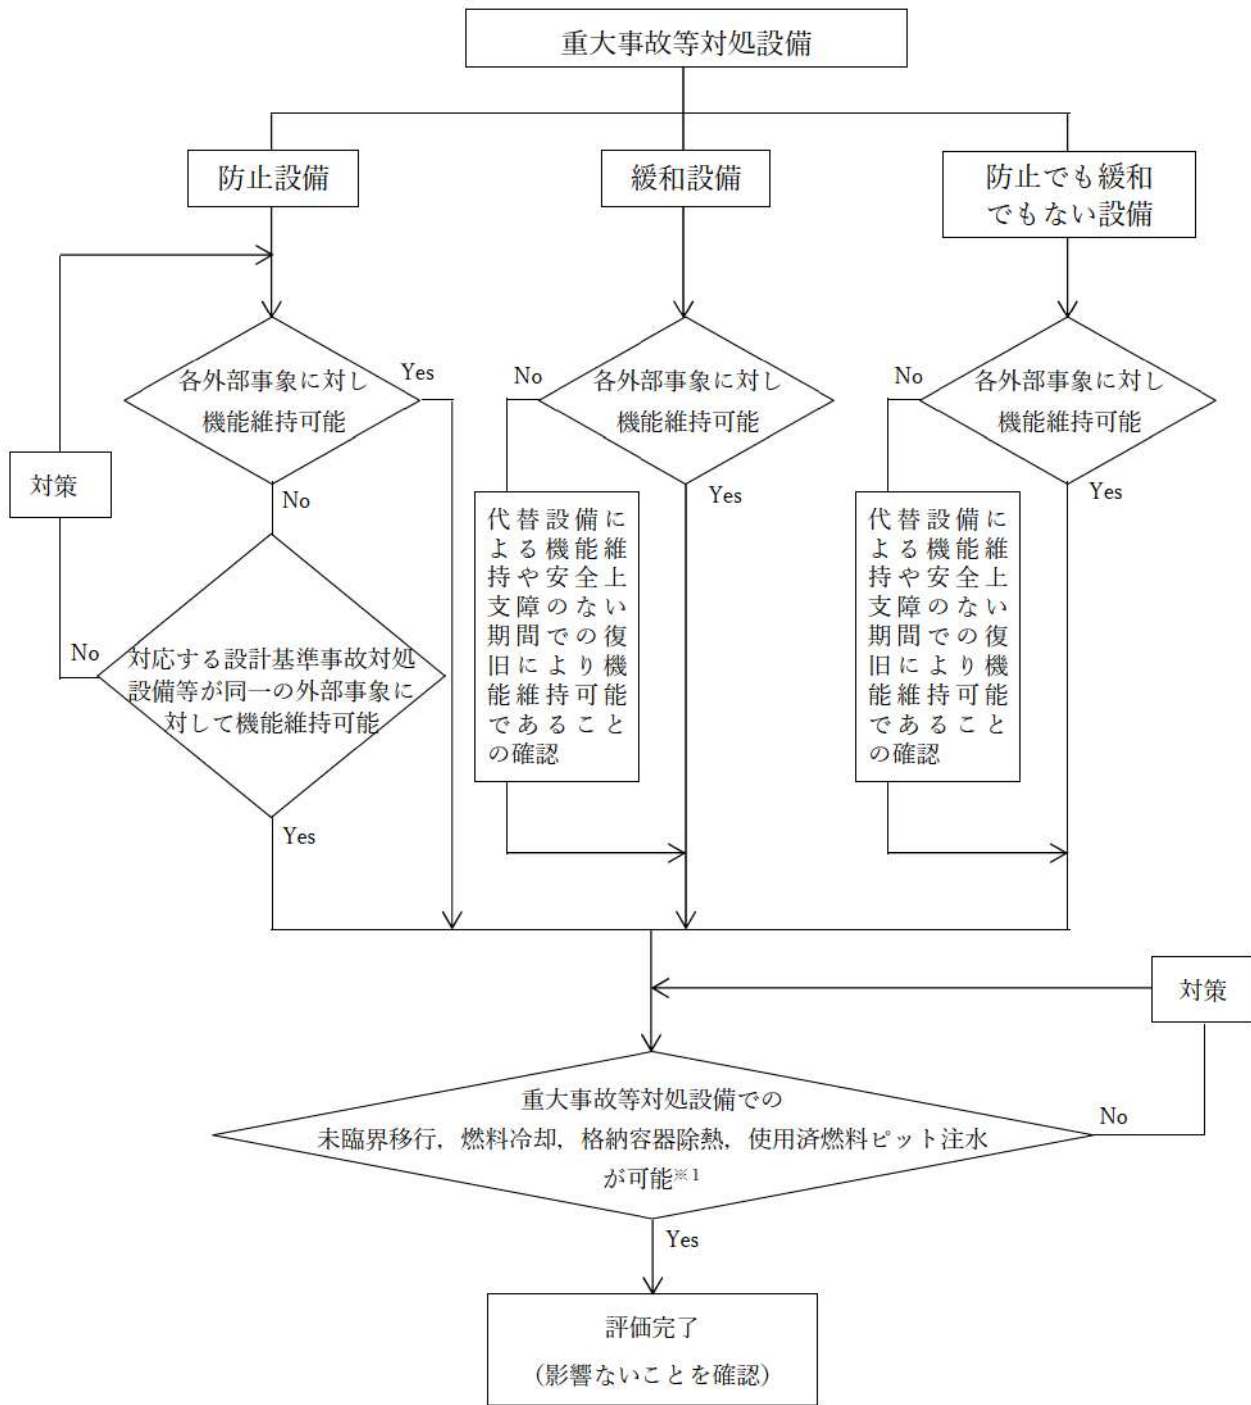 重大事故等対処設備
防止設備
緩和設備
防止でも緩和
でもない設備
各外部事象に対し
機能維持可能
Yes
No
対策
対応する設計基準事故対処
設備等が同一の外部事象に
対して機能維持可能
No
Yes
各外部事象に対し
機能維持可能
No
Yes
代替設備に
よる機能維
持や安全上
支障のない
期間での復
旧により機
能維持可能
であること
の確認
各外部事象に対し
機能維持可能
No
Yes
代替設備に
よる機能維
持や安全上
支障のない
期間での復
旧により機
能維持可能
であること
の確認
対策
重大事故等対処設備での
未臨界移行，燃料冷却，格納容器除熱，使用済燃料ピット注水
が可能※1
No
Yes
評価完了
（影響ないことを確認）